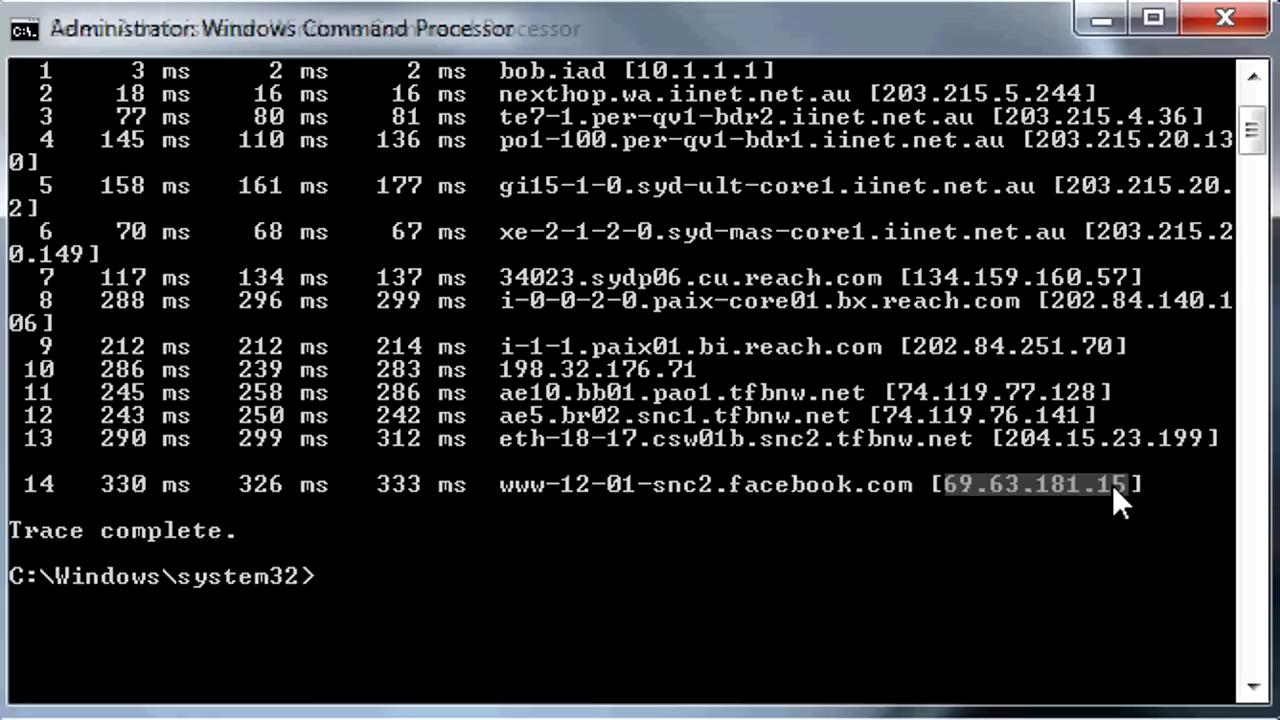 Administrator: Windows Command Processor
1 3 ms 2 ms 2 ms bob.iad [10.1.1.1]
2 18 ms 16 ms 16 ms nexthop.wa.iinet.net.au [203.215.5.244]
3 77 ms 80 ms 81 ms te7-1.per-qv1-bdr2.iinet.net.au [203.215.4.36]
4 145 ms 110 ms 136 ms po1-100.per-qv1-bdr1.iinet.net.au [203.215.20.13
0]
5 158 ms 161 ms 177 ms gi15-1-0.syd-ult-core1.iinet.net.au [203.215.20.
2]
6 70 ms 68 ms 67 ms xe-2-1-2-0.syd-mas-core1.iinet.net.au [203.215.2
0.149]
7 117 ms 134 ms 137 ms 34023.sydp06.cu.reach.com [134.159.160.57]
8 288 ms 296 ms 299 ms i-0-0-2-0.paix-core01.bx.reach.com [202.84.140.1
06]
9 212 ms 212 ms 214 ms i-1-1.paix01.bi.reach.com [202.84.251.70]
10 286 ms 239 ms 283 ms 198.32.176.71
11 245 ms 258 ms 286 ms ae10.bb01.pao1.tfbnw.net [74.119.77.128]
12 243 ms 250 ms 242 ms ae5.br02.snc1.tfbnw.net [74.119.76.141]
13 290 ms 299 ms 312 ms eth-18-17.csw01b.snc2.tfbnw.net [204.15.23.199]
14 330 ms 326 ms 333 ms www-12-01-snc2.facebook.com [69.63.181.15]
Trace complete.
C:\Windows\system32>